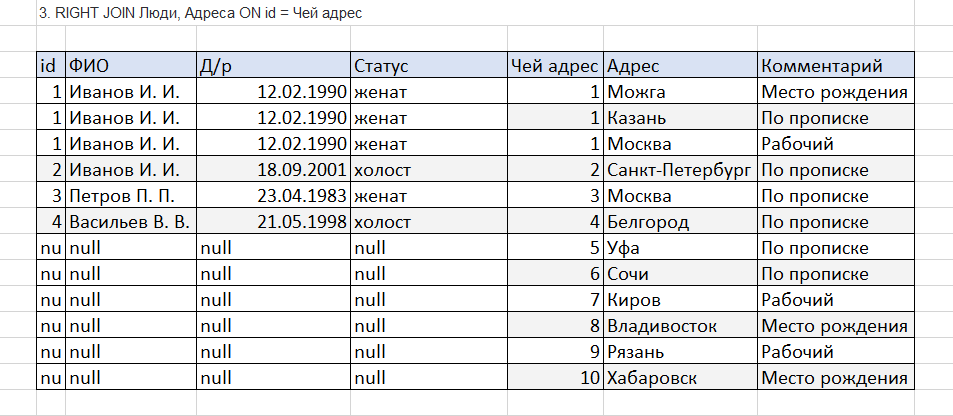 3. RIGHT JOIN Люди, Адреса ON id = Чей адрес
id ФИО Д/р Статус Чей адрес Адрес Комментарий
1 Иванов И. И. 12.02.1990 женат 1 Можга Место рождения
1 Иванов И. И. 12.02.1990 женат 1 Казань По прописке
1 Иванов И. И. 12.02.1990 женат 1 Москва Рабочий
2 Иванов И. И. 18.09.2001 холост 2 Санкт-Петербург По прописке
3 Петров П. П. 23.04.1983 женат 3 Москва По прописке
4 Васильев В. В. 21.05.1998 холост 4 Белгород По прописке
nu null null null 5 Уфа По прописке
nu null null null 6 Сочи По прописке
nu null null null 7 Киров Рабочий
nu null null null 8 Владивосток Место рождения
nu null null null 9 Рязань Рабочий
nu null null null 10 Хабаровск Место рождения